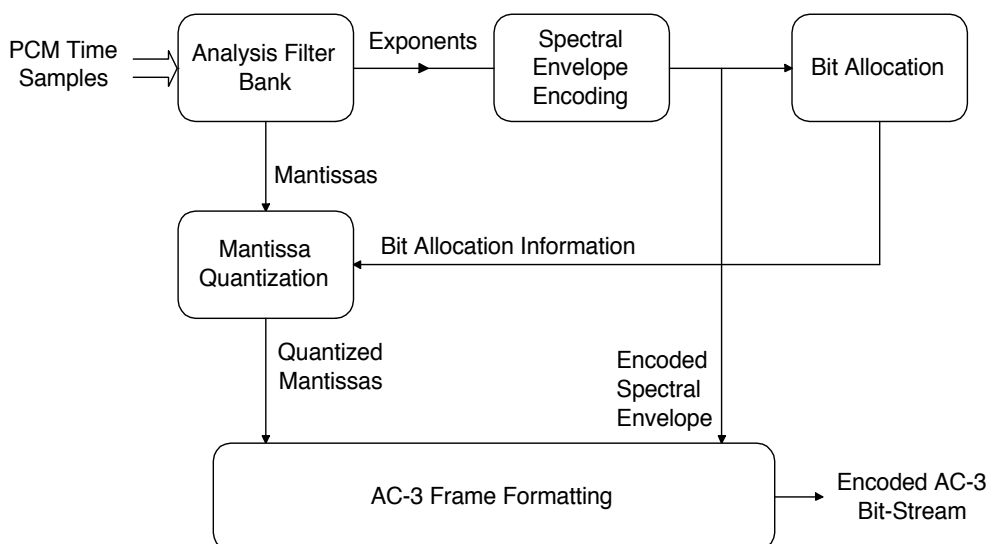 PCM Time
Samples
Analysis Filter
Bank
Exponents
Spectral
Envelope
Encoding
Bit Allocation
Mantissas
Mantissa
Quantization
Bit Allocation Information
Quantized
Mantissas
Encoded
Spectral
Envelope
AC-3 Frame Formatting
Encoded AC-3
Bit-Stream